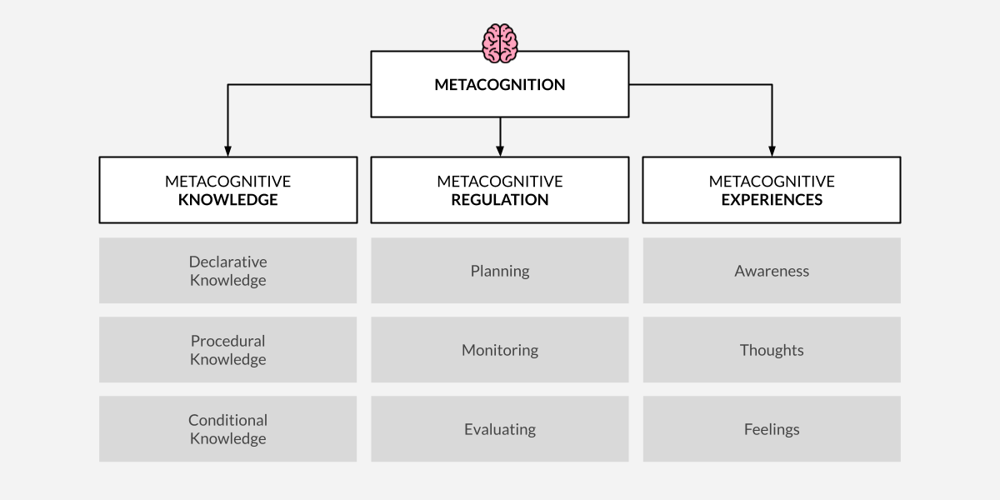 METACOGNITION
METACOGNITIVE
KNOWLEDGE
METACOGNITIVE
REGULATION
METACOGNITIVE
EXPERIENCES
Declarative
Knowledge
Planning
Awareness
Procedural
Knowledge
Monitoring
Thoughts
Conditional
Knowledge
Evaluating
Feelings